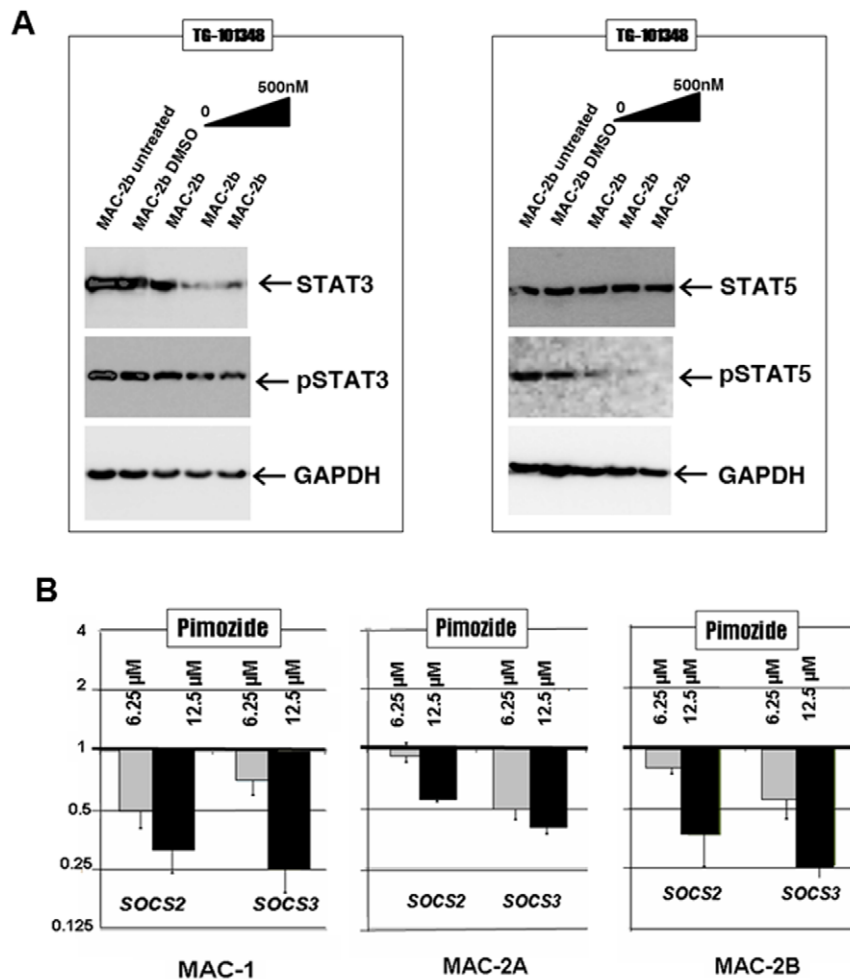 A
TG-101348
500nM
0
MAC-2b untreated
MAC-2b DMSO
MAC-2b
MAC-2b
MAC-2b
STAT3
pSTAT3
GAPDH
TG-101348
500nM
0
MAC-2b untreated
MAC-2b DMSO
MAC-2b
MAC-2b
MAC-2b
STAT5
pSTAT5
GAPDH
B
4
2
1
0.5
0.25
0.125
Pimozide
6.25 µM
12.5 µM
6.25 µM
12.5 µM
SOCS2
SOCS3
MAC-1
Pimozide
6.25 µM
12.5 µM
6.25 µM
12.5 µM
SOCS2
SOCS3
MAC-2A
Pimozide
6.25 µM
12.5 µM
6.25 µM
12.5 µM
SOCS2
SOCS3
MAC-2B